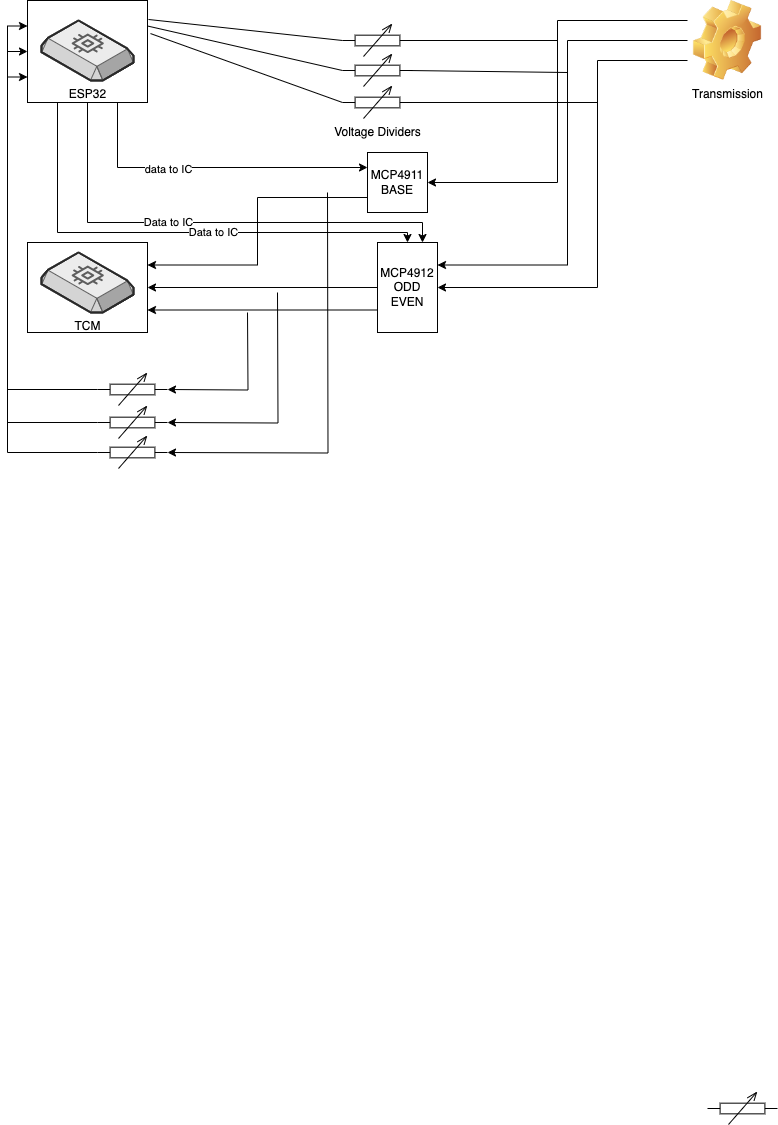 ESP32
Transmission
Voltage Dividers
data to IC
MCP4911
BASE
Data to IC
Data to IC
MCP4912
ODD
EVEN
TCM